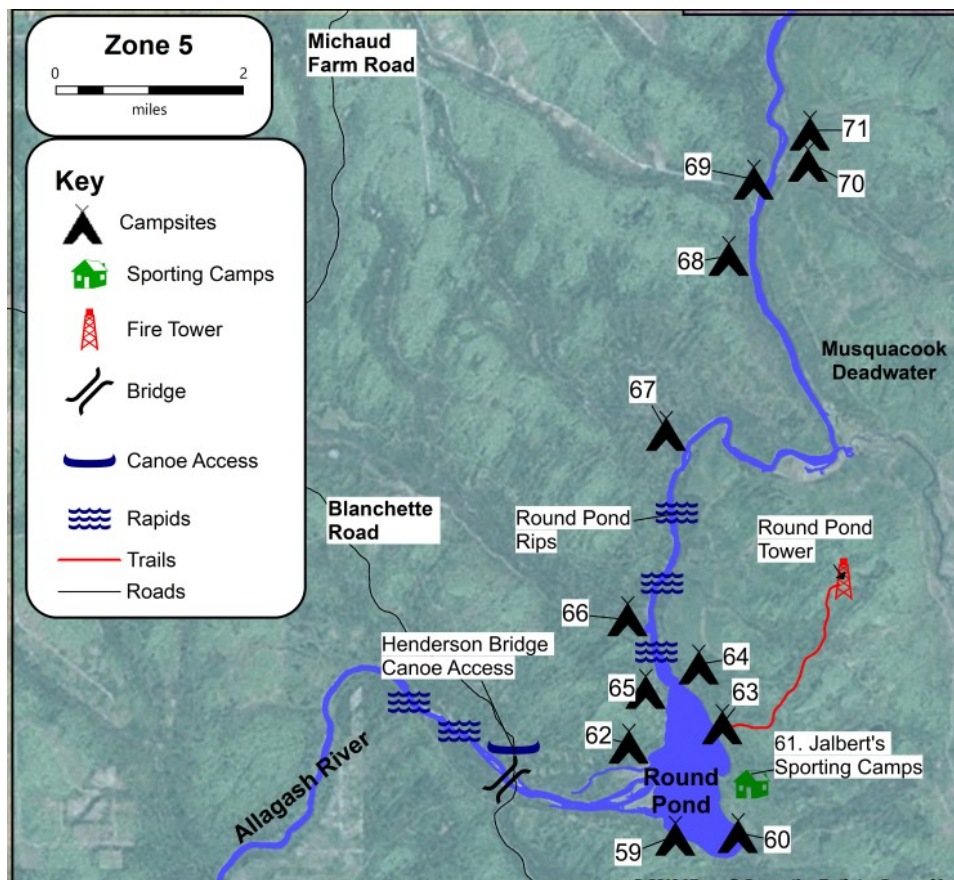 Zone 5
0 2
miles
Michaud
Farm Road
Key
Campsites
Sporting Camps
Fire Tower
Bridge
Canoe Access
Rapids
Trails
Roads
71
69
70
68
Musquacook
Deadwater
67
Blanchette
Road
Round Pond
Rips
Round Pond
Tower
66
Henderson Bridge
Canoe Access
64
65
63
62
61. Jalbert's
Sporting Camps
Allagash River
Round
Pond
59
60